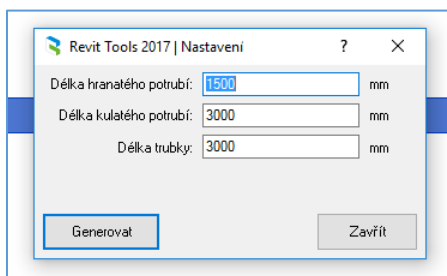 Revit Tools 2017 | Nastavení ?
Délka hranatého potrubí: 1500 mm
Délka kulatého potrubí: 3000 mm
Délka trubky: 3000 mm
Generovat Zavřít